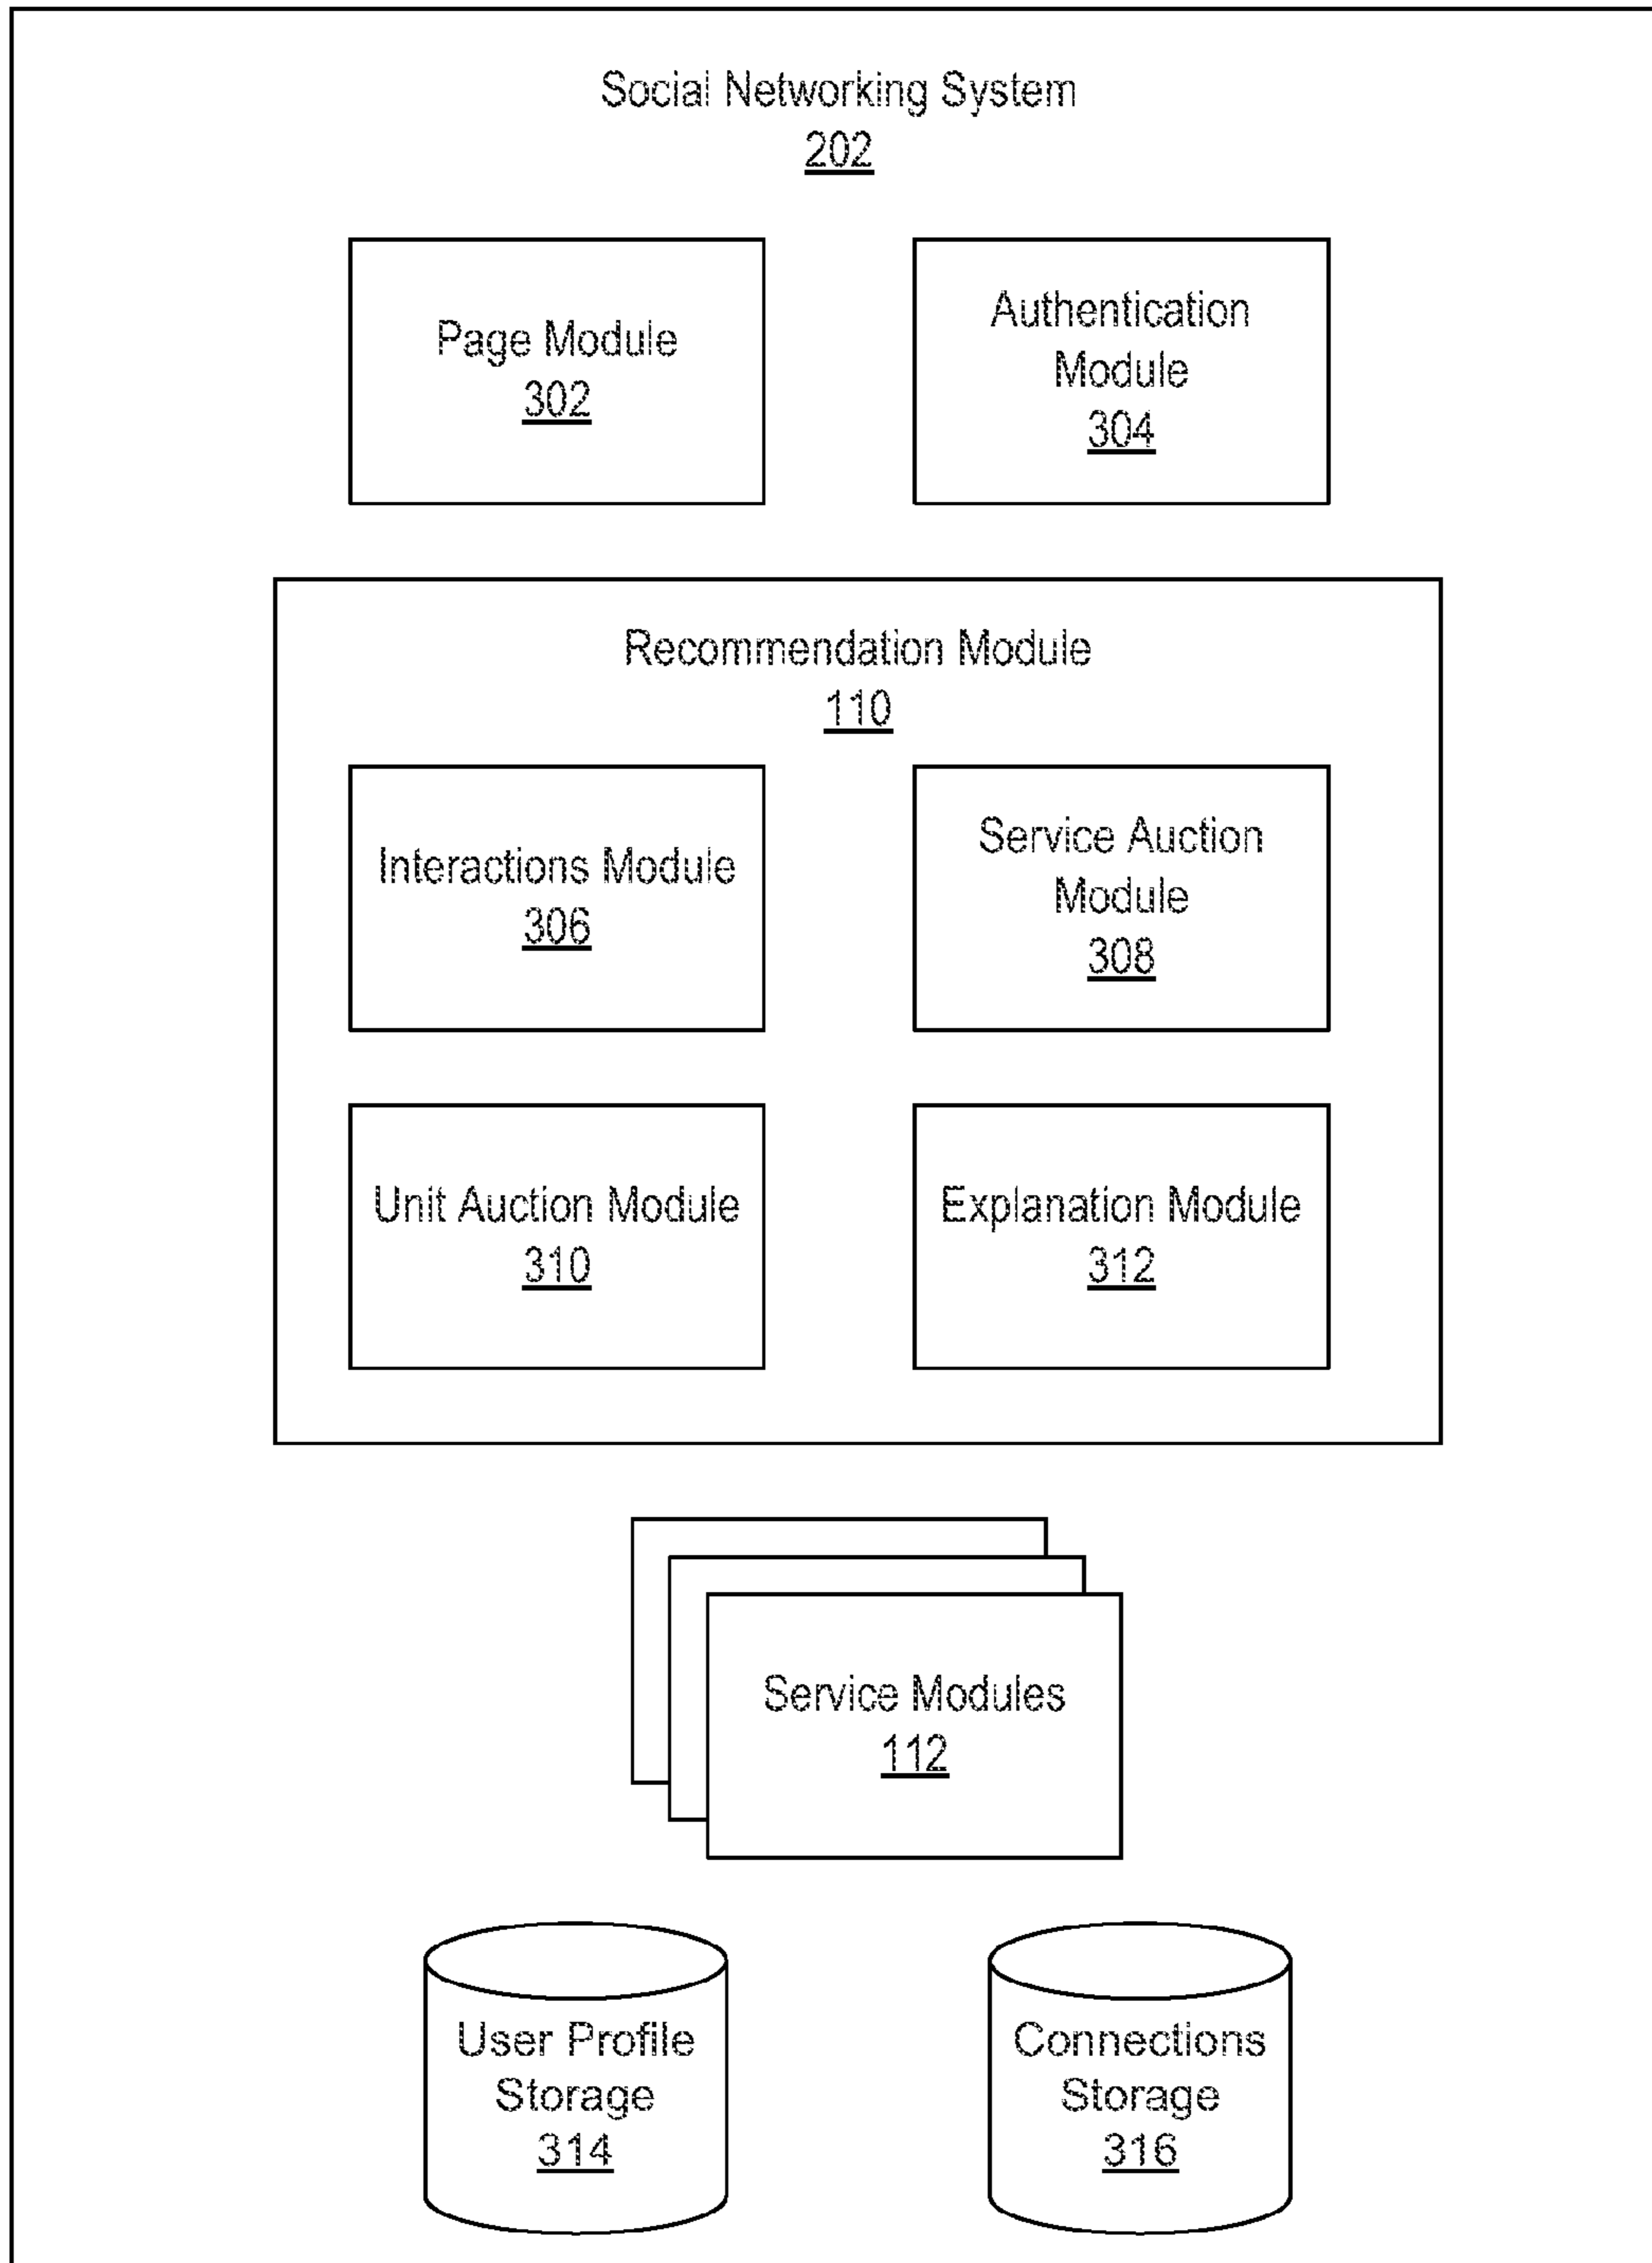 Social Networking System
202
Page Module
302
Authentication
Module
304
Recommendation Module
110
Interactions Module
306
Service Auction
Module
308
Unit Auction Module
310
Explanation Module
312
Service Modules
112
User Profile
Storage
314
Connections
Storage
316